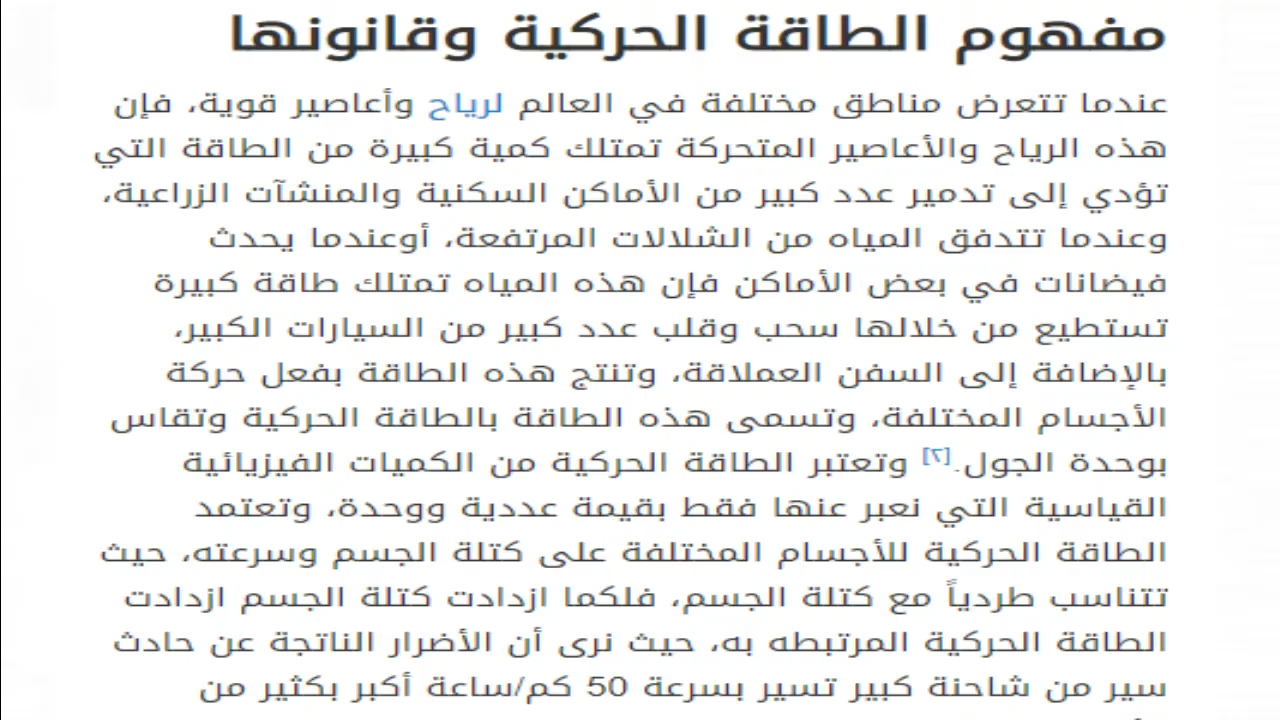 مفهوم الطاقة الحركية وقانونها
عندما تتعرض مناطق مختلفة في العالم لرياح وأعاصير قوية، فإن
هذه الرياح والأعاصير المتحركة تمتلك كمية كبيرة من الطاقة التي
تؤدي إلى تدمير عدد كبير من الأماكن السكنية والمنشآت الزراعية،
وعندما تتدفق المياه من الشلالات المرتفعة، أوعندما يحدث
فيضانات في بعض الأماكن فإن هذه المياه تمتلك طاقة كبيرة
تستطيع من خلالها سحب وقلب عدد كبير من السيارات الكبير،
بالإضافة إلى السفن العملاقة، وتنتج هذه الطاقة بفعل حركة
الأجسام المختلفة، وتسمى هذه الطاقة بالطاقة الحركية وتقاس
بوحدة الجول.[٢] وتعتبر الطاقة الحركية من الكميات الفيزيائية
القياسية التي نعبر عنها فقط بقيمة عددية ووحدة، وتعتمد
الطاقة الحركية للأجسام المختلفة على كتلة الجسم وسرعته، حيث
تتناسب طردياً مع كتلة الجسم، فلكما ازدادت كتلة الجسم ازدادت
الطاقة الحركية المرتبطه به، حيث نرى أن الأضرار الناتجة عن حادث
سير من شاحنة كبير تسير بسرعة 50 كم/ساعة أكبر بكثير من